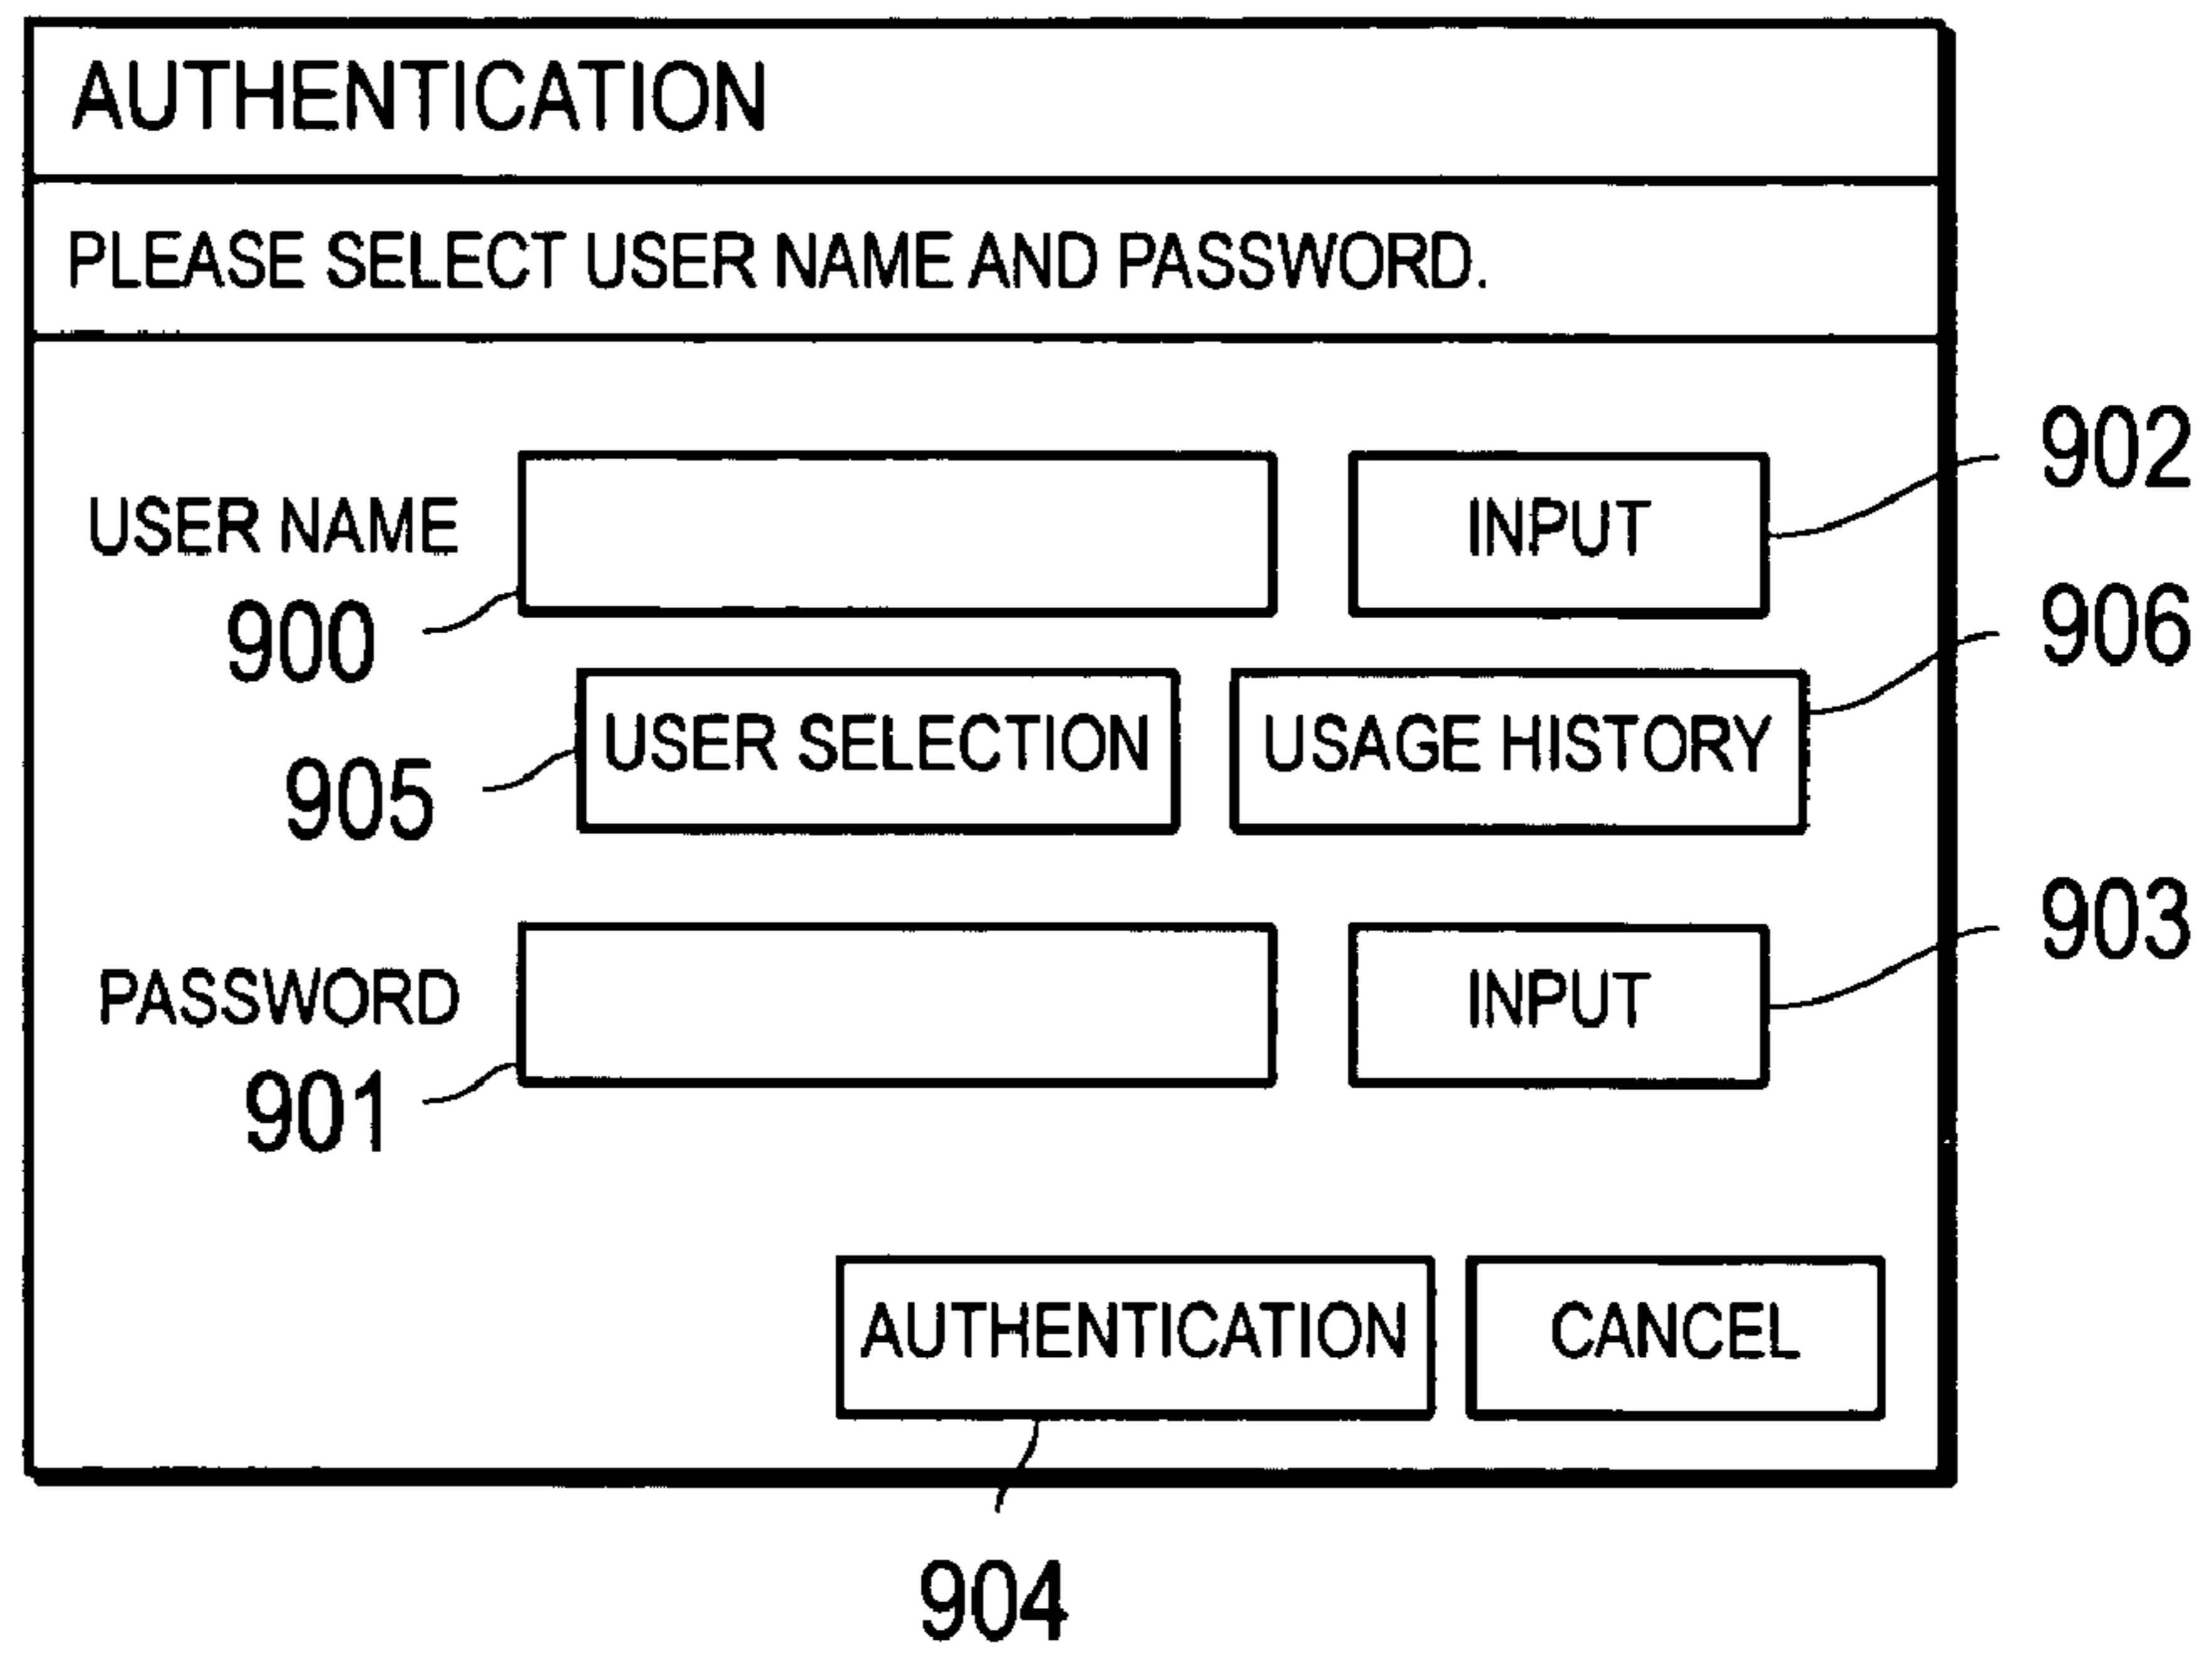 AUTHENTICATION
PLEASE SELECT USER NAME AND PASSWORD.
USER NAME
INPUT
902
900
906
USER SELECTION
USAGE HISTORY
905
903
PASSWORD
INPUT
901
AUTHENTICATION
CANCEL
904